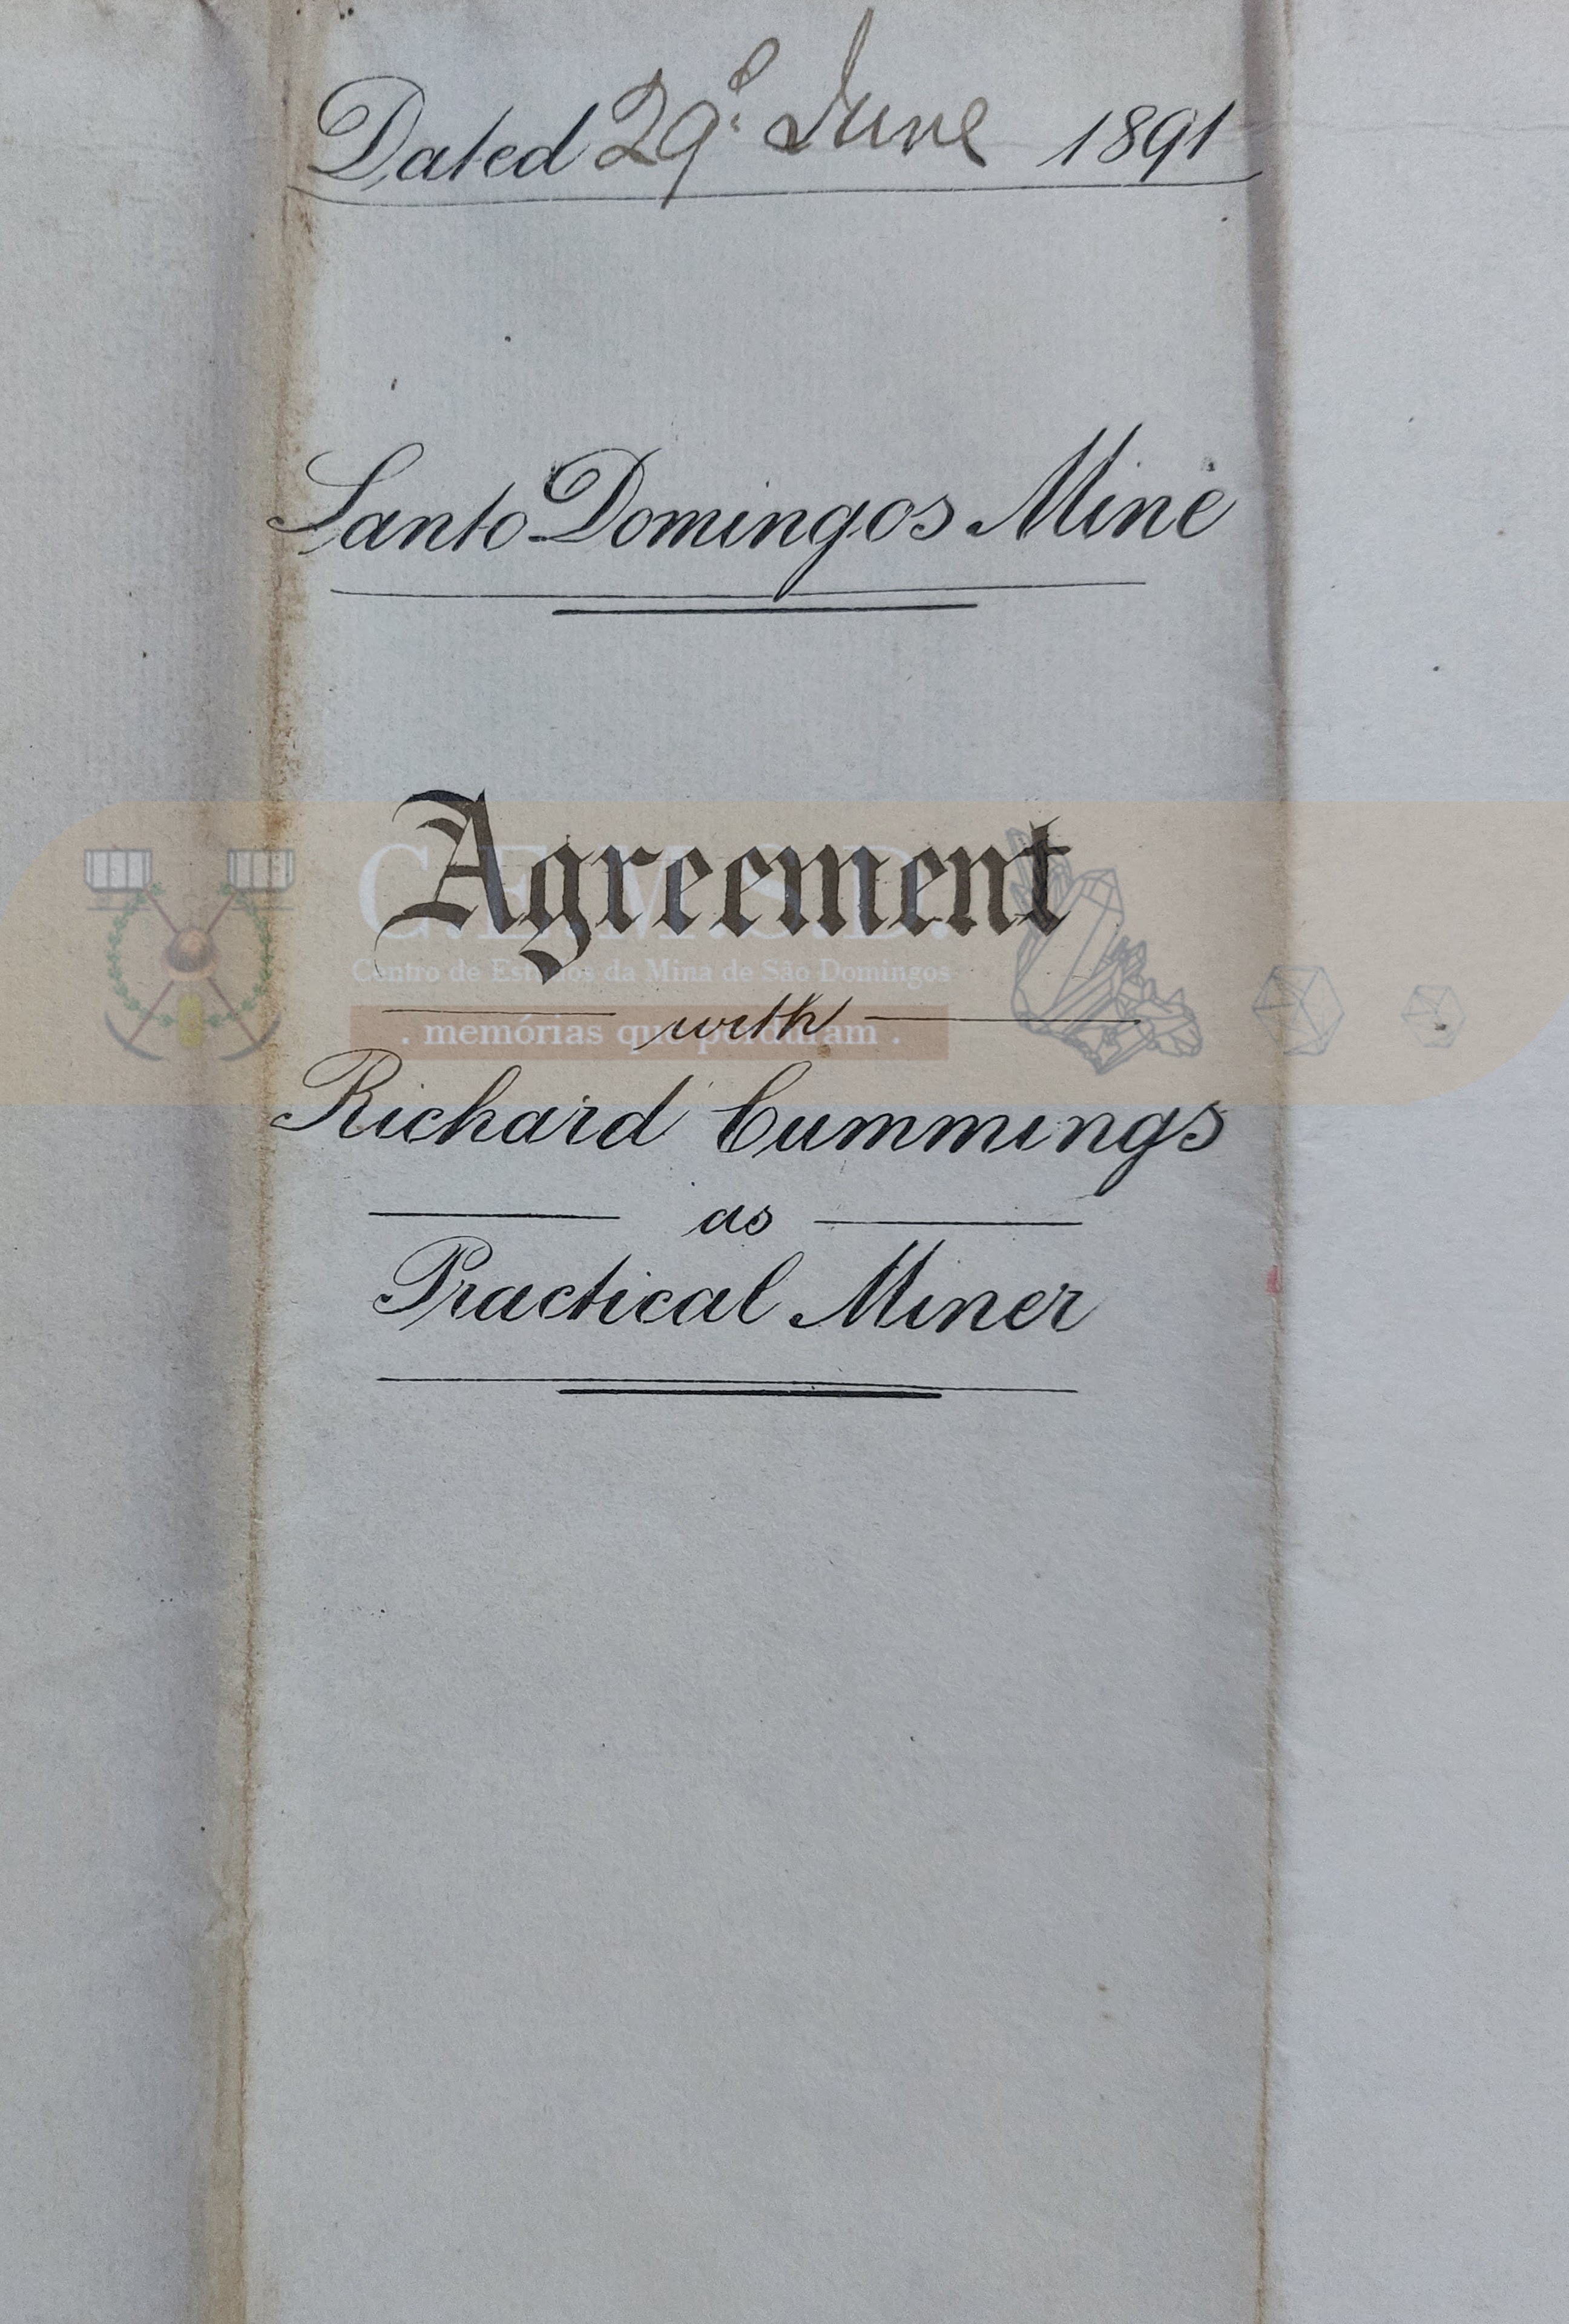 Dated 29th June 1891
Santo Domingos Mine
Agreement
C.E.M.S.D.
Centro de Estudos da Mina de São Domingos
with
. memórias que perduram .
Richard Cummings
as
Practical Miner